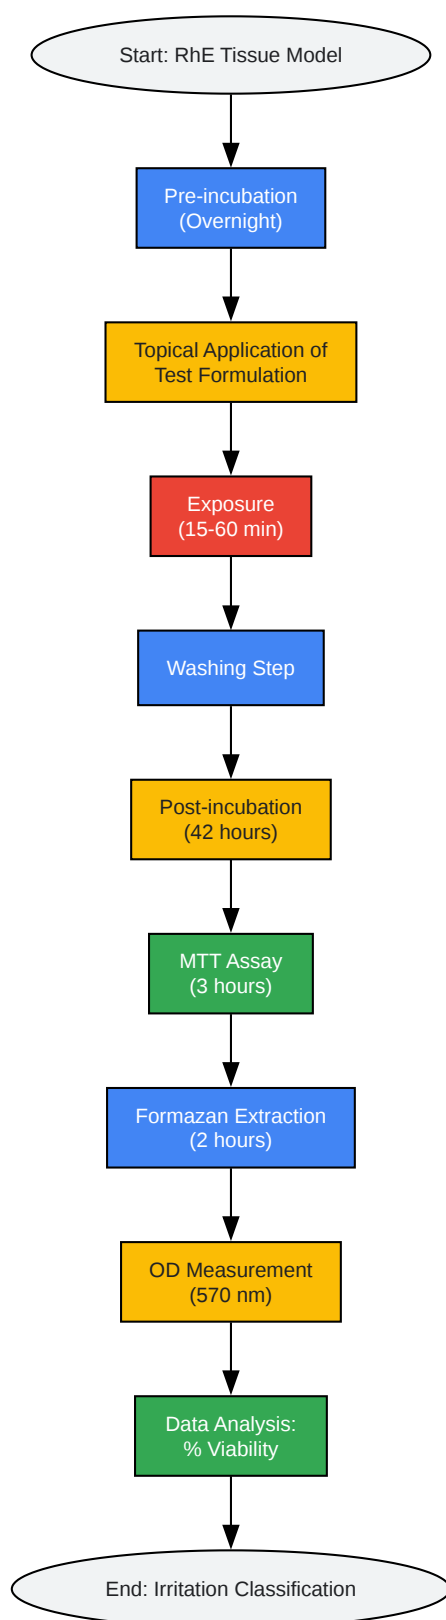 Start: RhE Tissue Model
Pre-incubation
(Overnight)
Topical Application of
Test Formulation
Exposure
(15-60 min)
Washing Step
Post-incubation
(42 hours)
MTT Assay
(3 hours)
Formazan Extraction
(2 hours)
OD Measurement
(570 nm)
Data Analysis:
% Viability
End: Irritation Classification